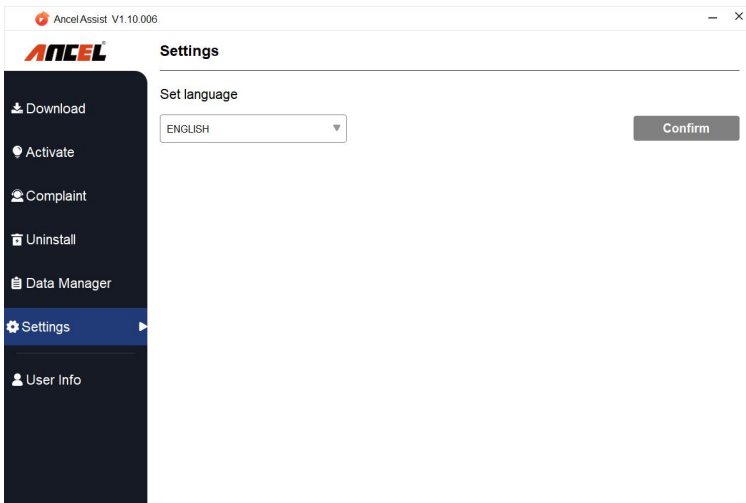 Ancel Assist V1.10.006
ANCEL
Settings
Download
Activate
Complaint
Uninstall
Data Manager
Settings
User Info
Set language
ENGLISH
Confirm